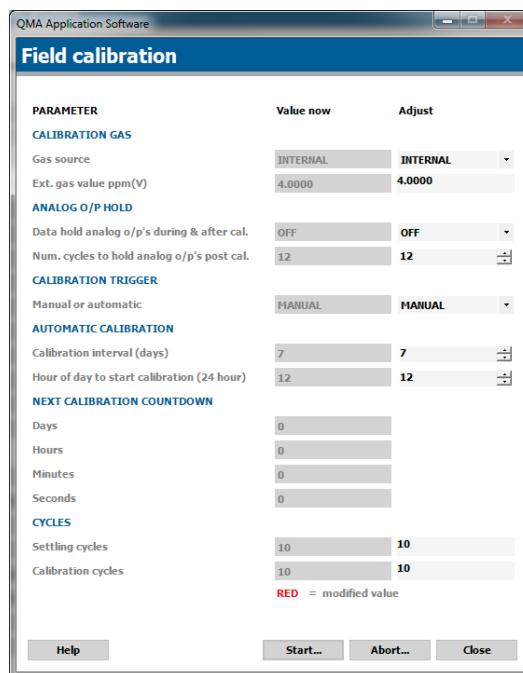 QMA Application Software
Field calibration
PARAMETER Value now Adjust
CALIBRATION GAS
Gas source INTERNAL INTERNAL
Ext. gas value ppm(V) 4.0000 4.0000
ANALOG O/P HOLD
Data hold analog o/p's during & after cal. OFF OFF
Num. cycles to hold analog o/p's post cal. 12 12
CALIBRATION TRIGGER
Manual or automatic MANUAL MANUAL
AUTOMATIC CALIBRATION
Calibration interval (days) 7 7
Hour of day to start calibration (24 hour) 12 12
NEXT CALIBRATION COUNTDOWN
Days 0
Hours 0
Minutes 0
Seconds 0
CYCLES
Settling cycles 10 10
Calibration cycles 10 10
RED = modified value
Help Start... Abort... Close